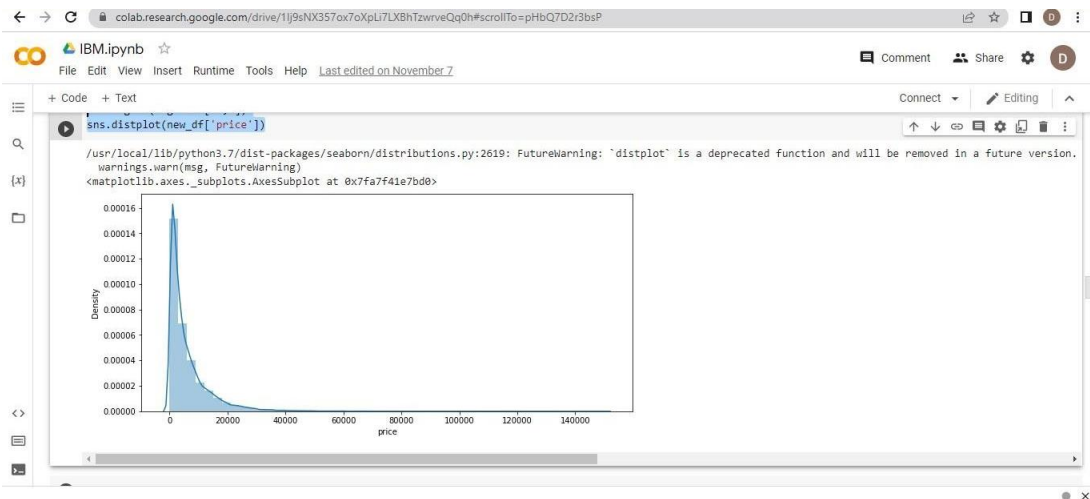 colab.research.google.com/drive/1Ij9sNX357ox7oXpLi7LXBhTzwrveQq0h#scrollTo=pHbQ7D2r3bsP
D
CO
IBM.ipynb
Comment
Share
D
File Edit View Insert Runtime Tools Help Last edited on November 7
+ Code + Text
Connect
Editing
sns.distplot(new_df['price'])
/usr/local/lib/python3.7/dist-packages/seaborn/distributions.py:2619: FutureWarning: `distplot` is a deprecated function and will be removed in a future version.
warnings.warn(msg, FutureWarning)
<matplotlib.axes._subplots.AxesSubplot at 0x7fa7f41e7bd0>
{x}
0.00016
0.00014
0.00012
0.00010
0.00008
0.00006
0.00004
0.00002
0.00000
Density
0 20000 40000 60000 80000 100000 120000 140000
price